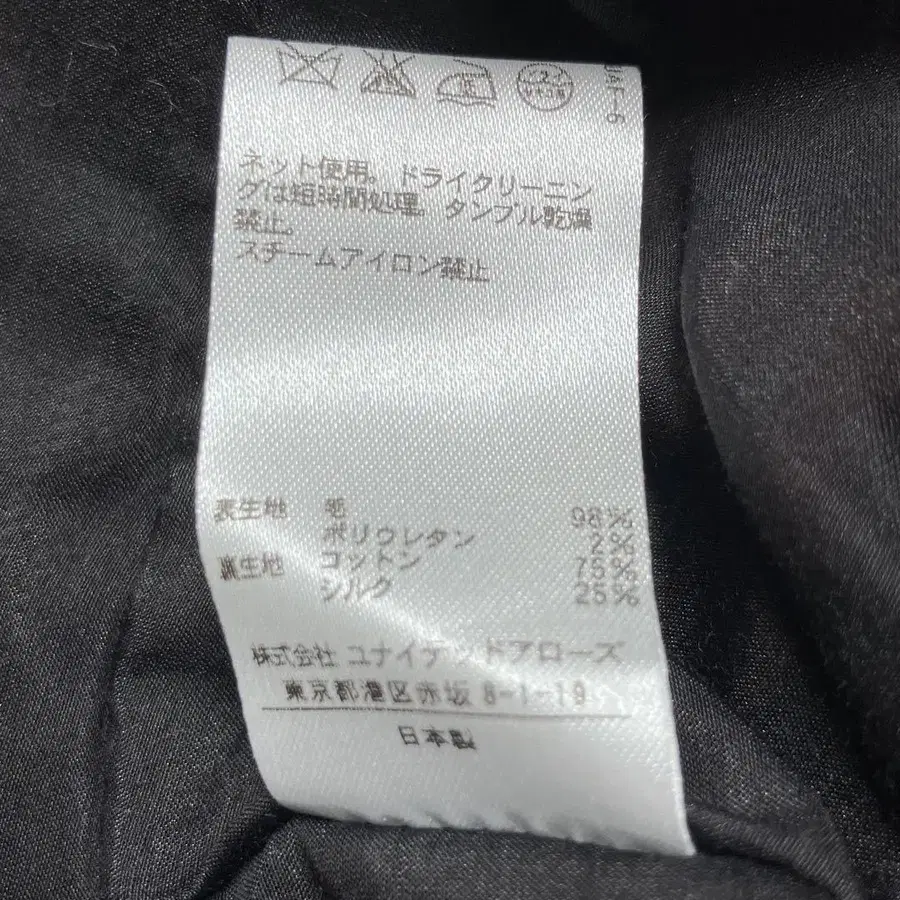 UAF-6
ネット使用。ドライクリーニン
グは短時間処理。タンブル乾燥
禁止。
スチームアイロン禁止
表生地 毛 98%
ポリウレタン 2%
裏生地 コットン 75%
シルク 25%
株式会社 ユナイテッドアローズ
東京都港区赤坂 8-1-19
日本製